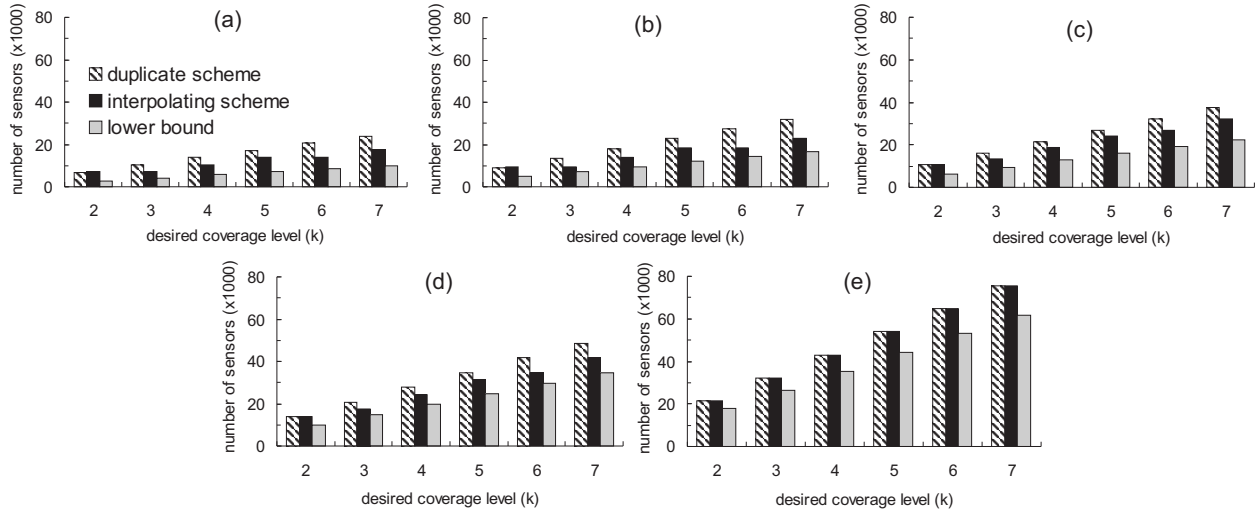 (a)
number of sensors (x1000)
80
60
40
20
0
duplicate scheme
interpolating scheme
lower bound
2 3 4 5 6 7
desired coverage level (k)
(b)
number of sensors (x1000)
80
60
40
20
0
2 3 4 5 6 7
desired coverage level (k)
(c)
number of sensors (x1000)
80
60
40
20
0
2 3 4 5 6 7
desired coverage level (k)
(d)
number of sensors (x1000)
80
60
40
20
0
2 3 4 5 6 7
desired coverage level (k)
(e)
number of sensors (x1000)
80
60
40
20
0
2 3 4 5 6 7
desired coverage level (k)